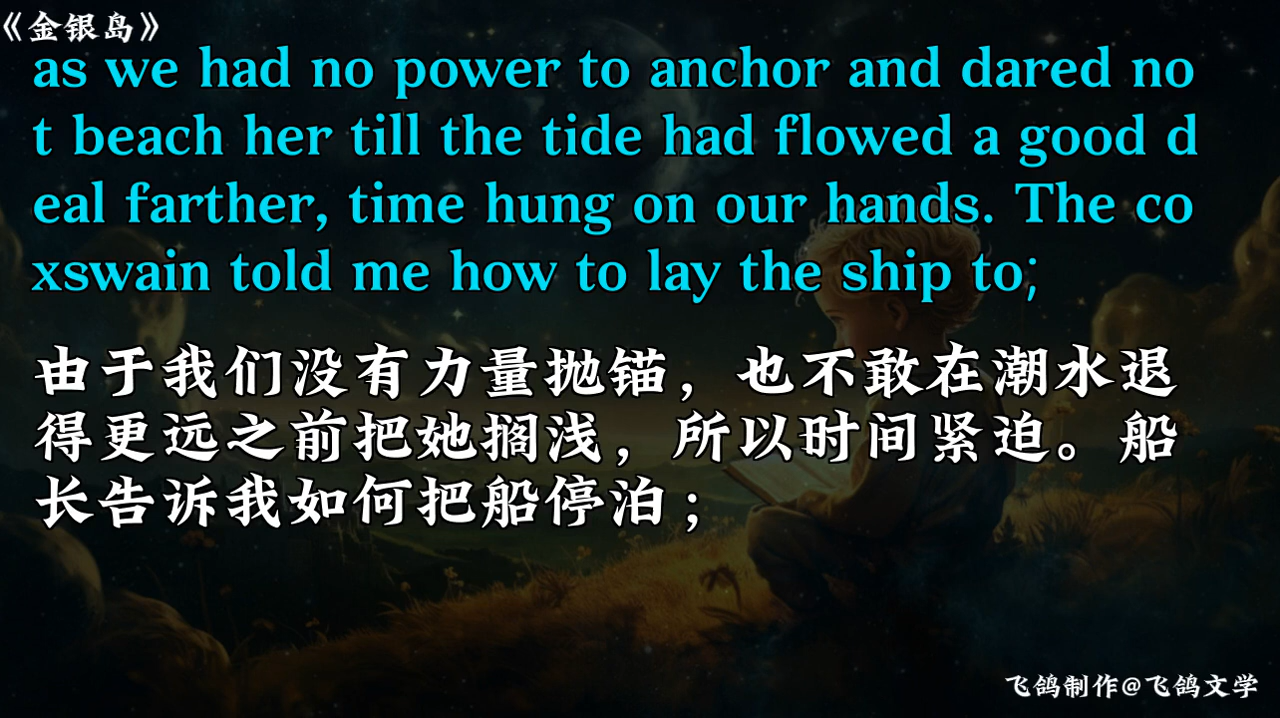 《金银岛》
as we had no power to anchor and dared no
t beach her till the tide had flowed a good d
eal farther, time hung on our hands. The co
xswain told me how to lay the ship to;
由于我们没有力量抛锚，也不敢在潮水退
得更远之前把她搁浅，所以时间紧迫。船
长告诉我如何把船停泊；
飞鸽制作@飞鸽文学